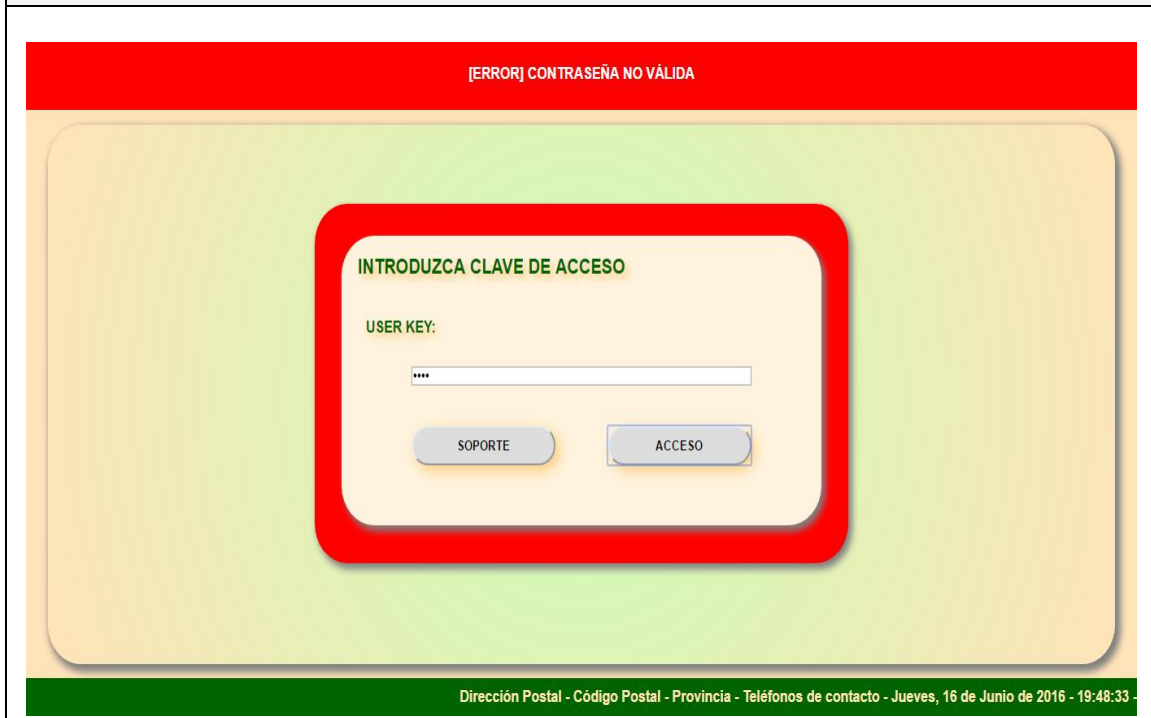 [ERROR] CONTRASEÑA NO VÁLIDA
INTRODUZCA CLAVE DE ACCESO
USER KEY:
••••
SOPORTE
ACCESO
Dirección Postal - Código Postal - Provincia - Teléfonos de contacto - Jueves, 16 de Junio de 2016 - 19:48:33 -